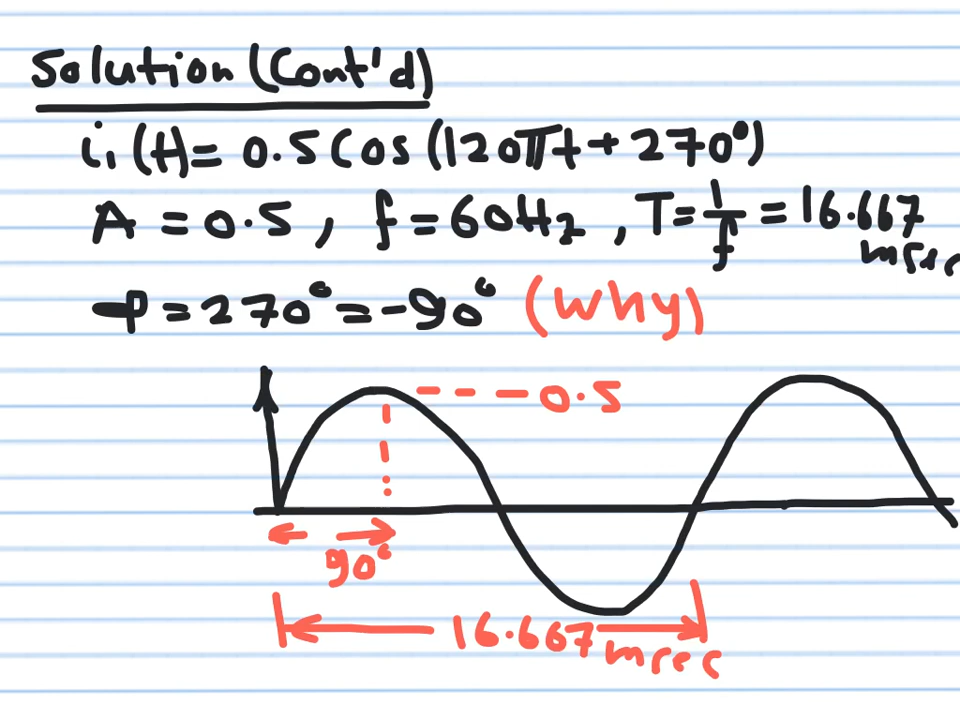 Solution (Cont'd)
i₁(t) = 0.5 Cos (120πt + 270°)
A = 0.5, f = 60Hz, T = 1/f = 16.667 msec
φ = 270° = -90° (Why)
0.5
90°
16.667 msec